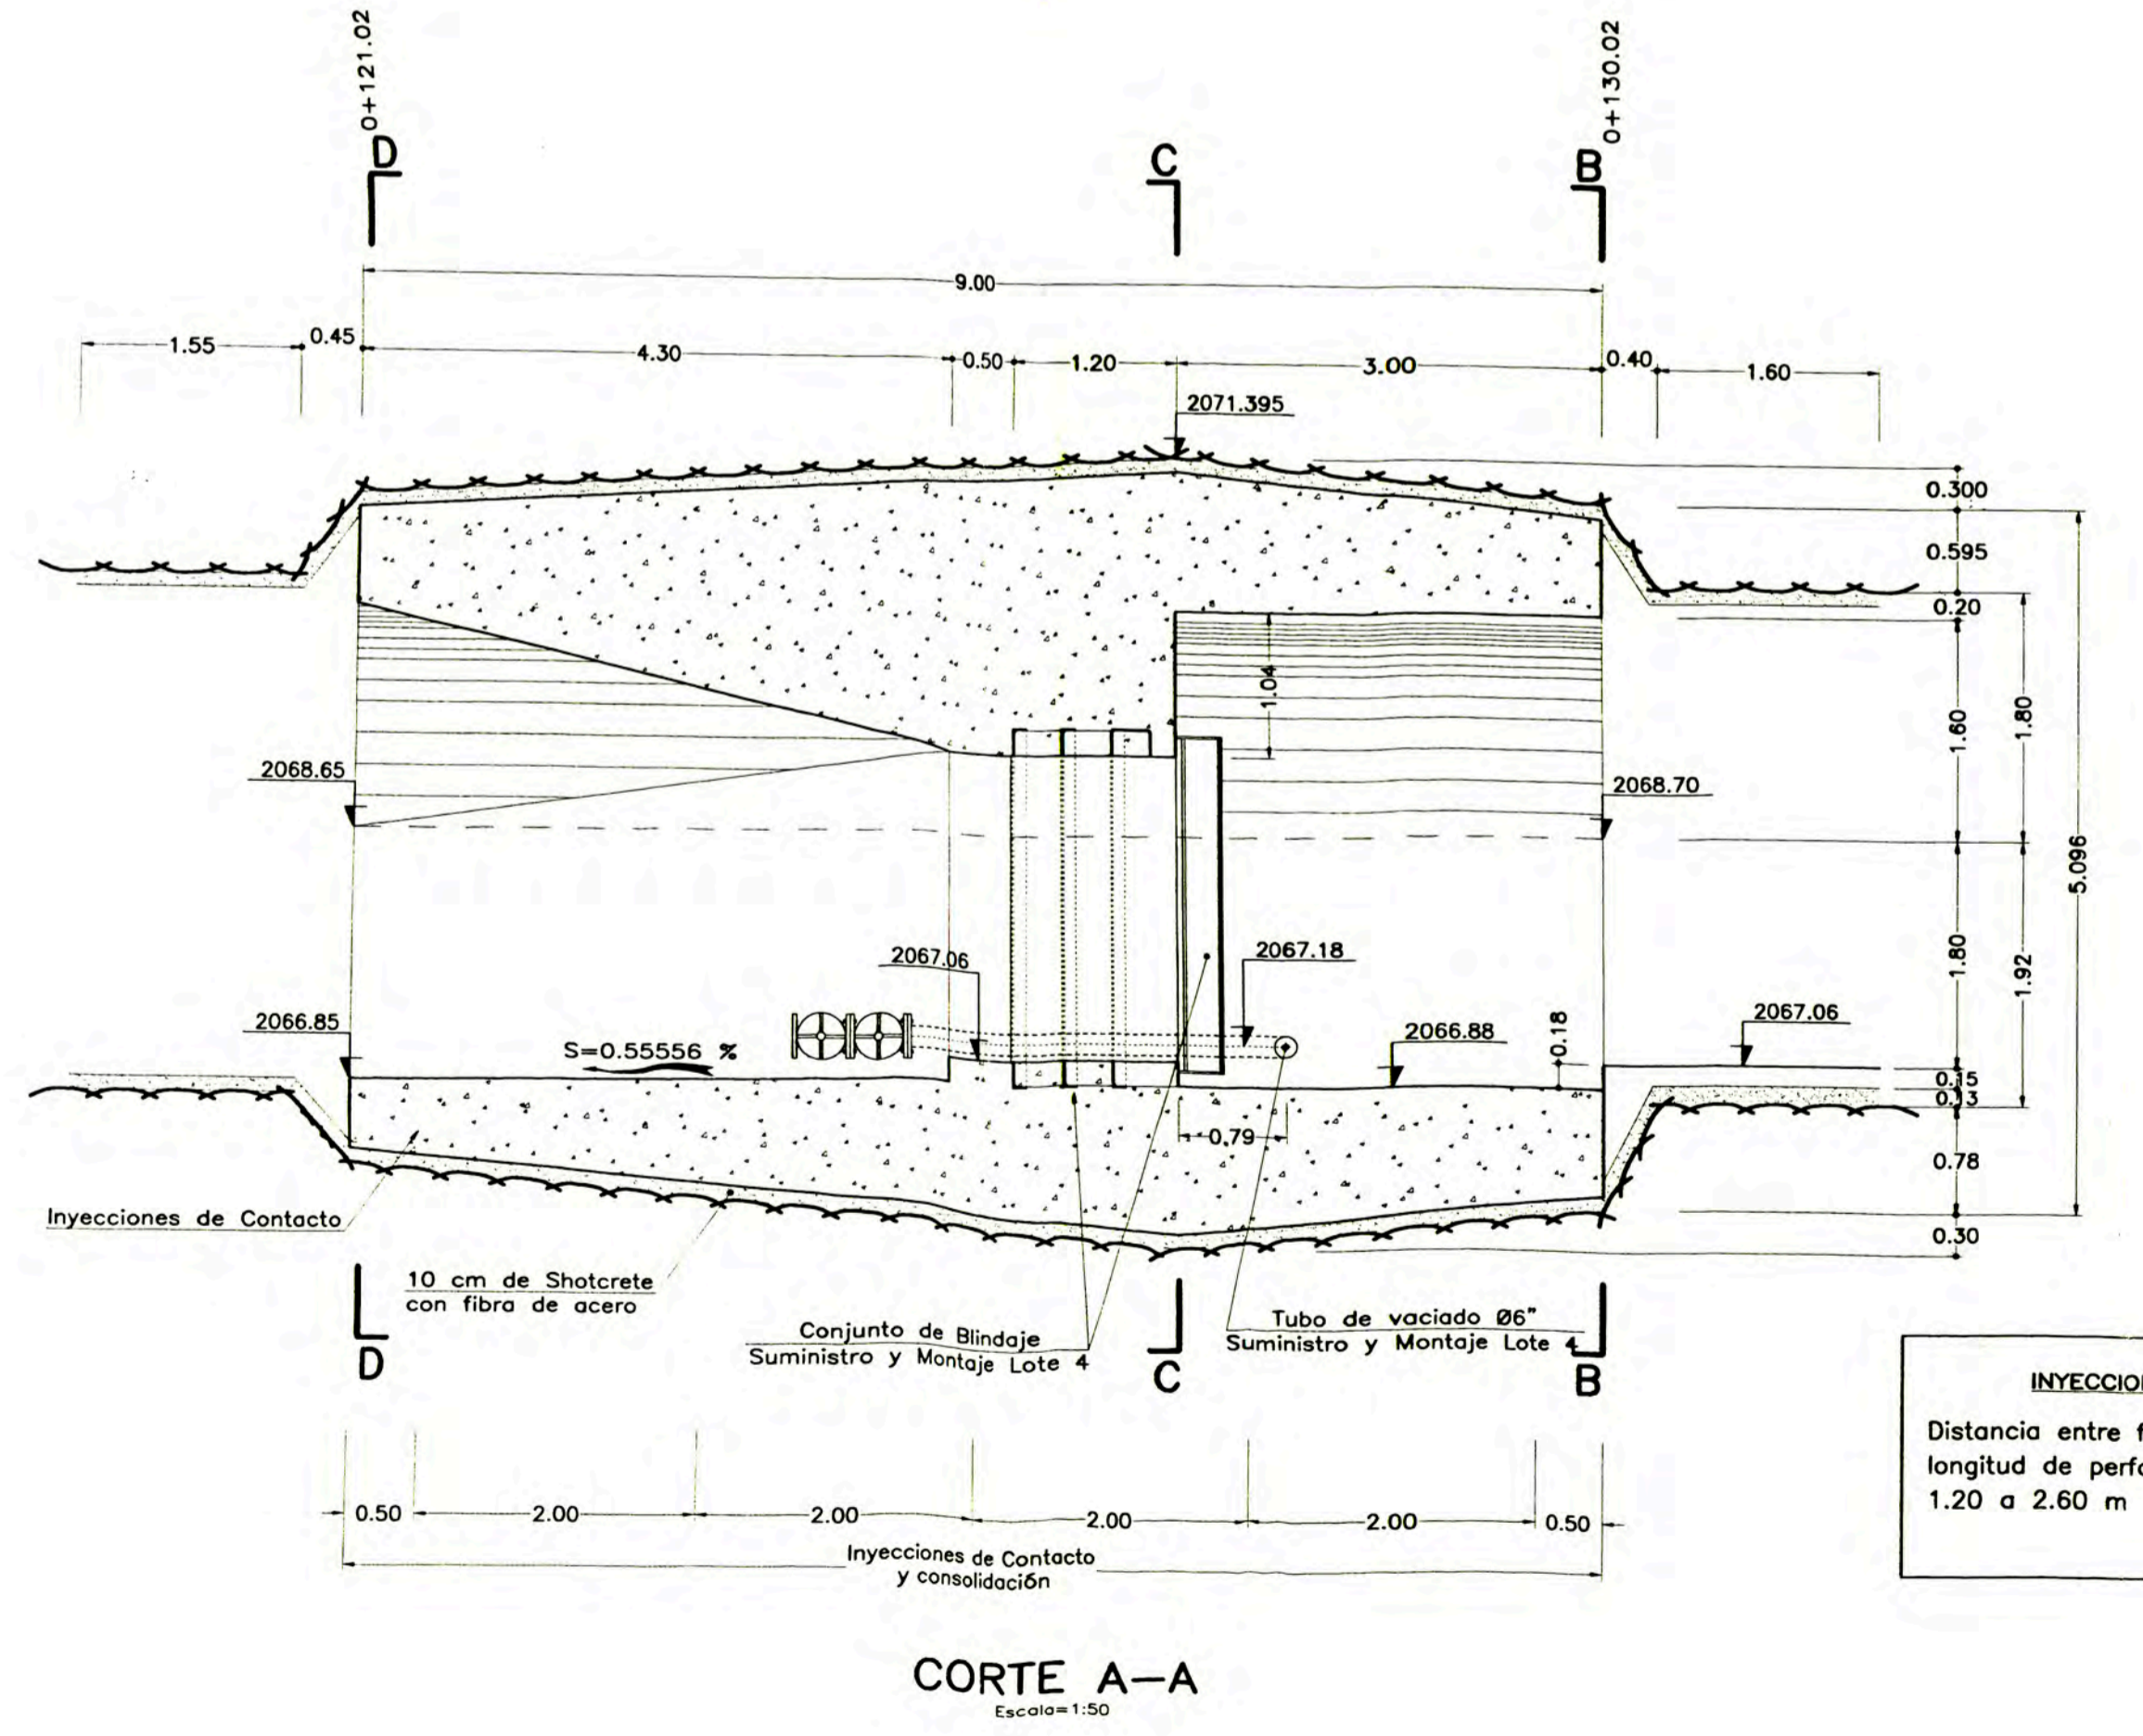 0+121.02
0+130.02
D
C
B
9.00
1.55
0.45
4.30
0.50
1.20
3.00
0.40
1.60
2071.395
0.300
0.595
0.20
1.04
1.60
1.80
2068.65
2068.70
5.096
2067.06
2067.18
1.80
1.92
2066.85
S=0.55556 %
2066.88
0.18
2067.06
0.15
0.13
0.79
0.78
Inyecciones de Contacto
0.30
10 cm de Shotcrete
con fibra de acero
Conjunto de Blindaje
Suministro y Montaje Lote 4
Tubo de vaciado Ø6"
Suministro y Montaje Lote 4
D
C
B
INYECCION
Distancia entre f
longitud de perfo
1.20 a 2.60 m
0.50
2.00
2.00
2.00
2.00
0.50
Inyecciones de Contacto
y consolidación
CORTE A—A
Escala=1:50